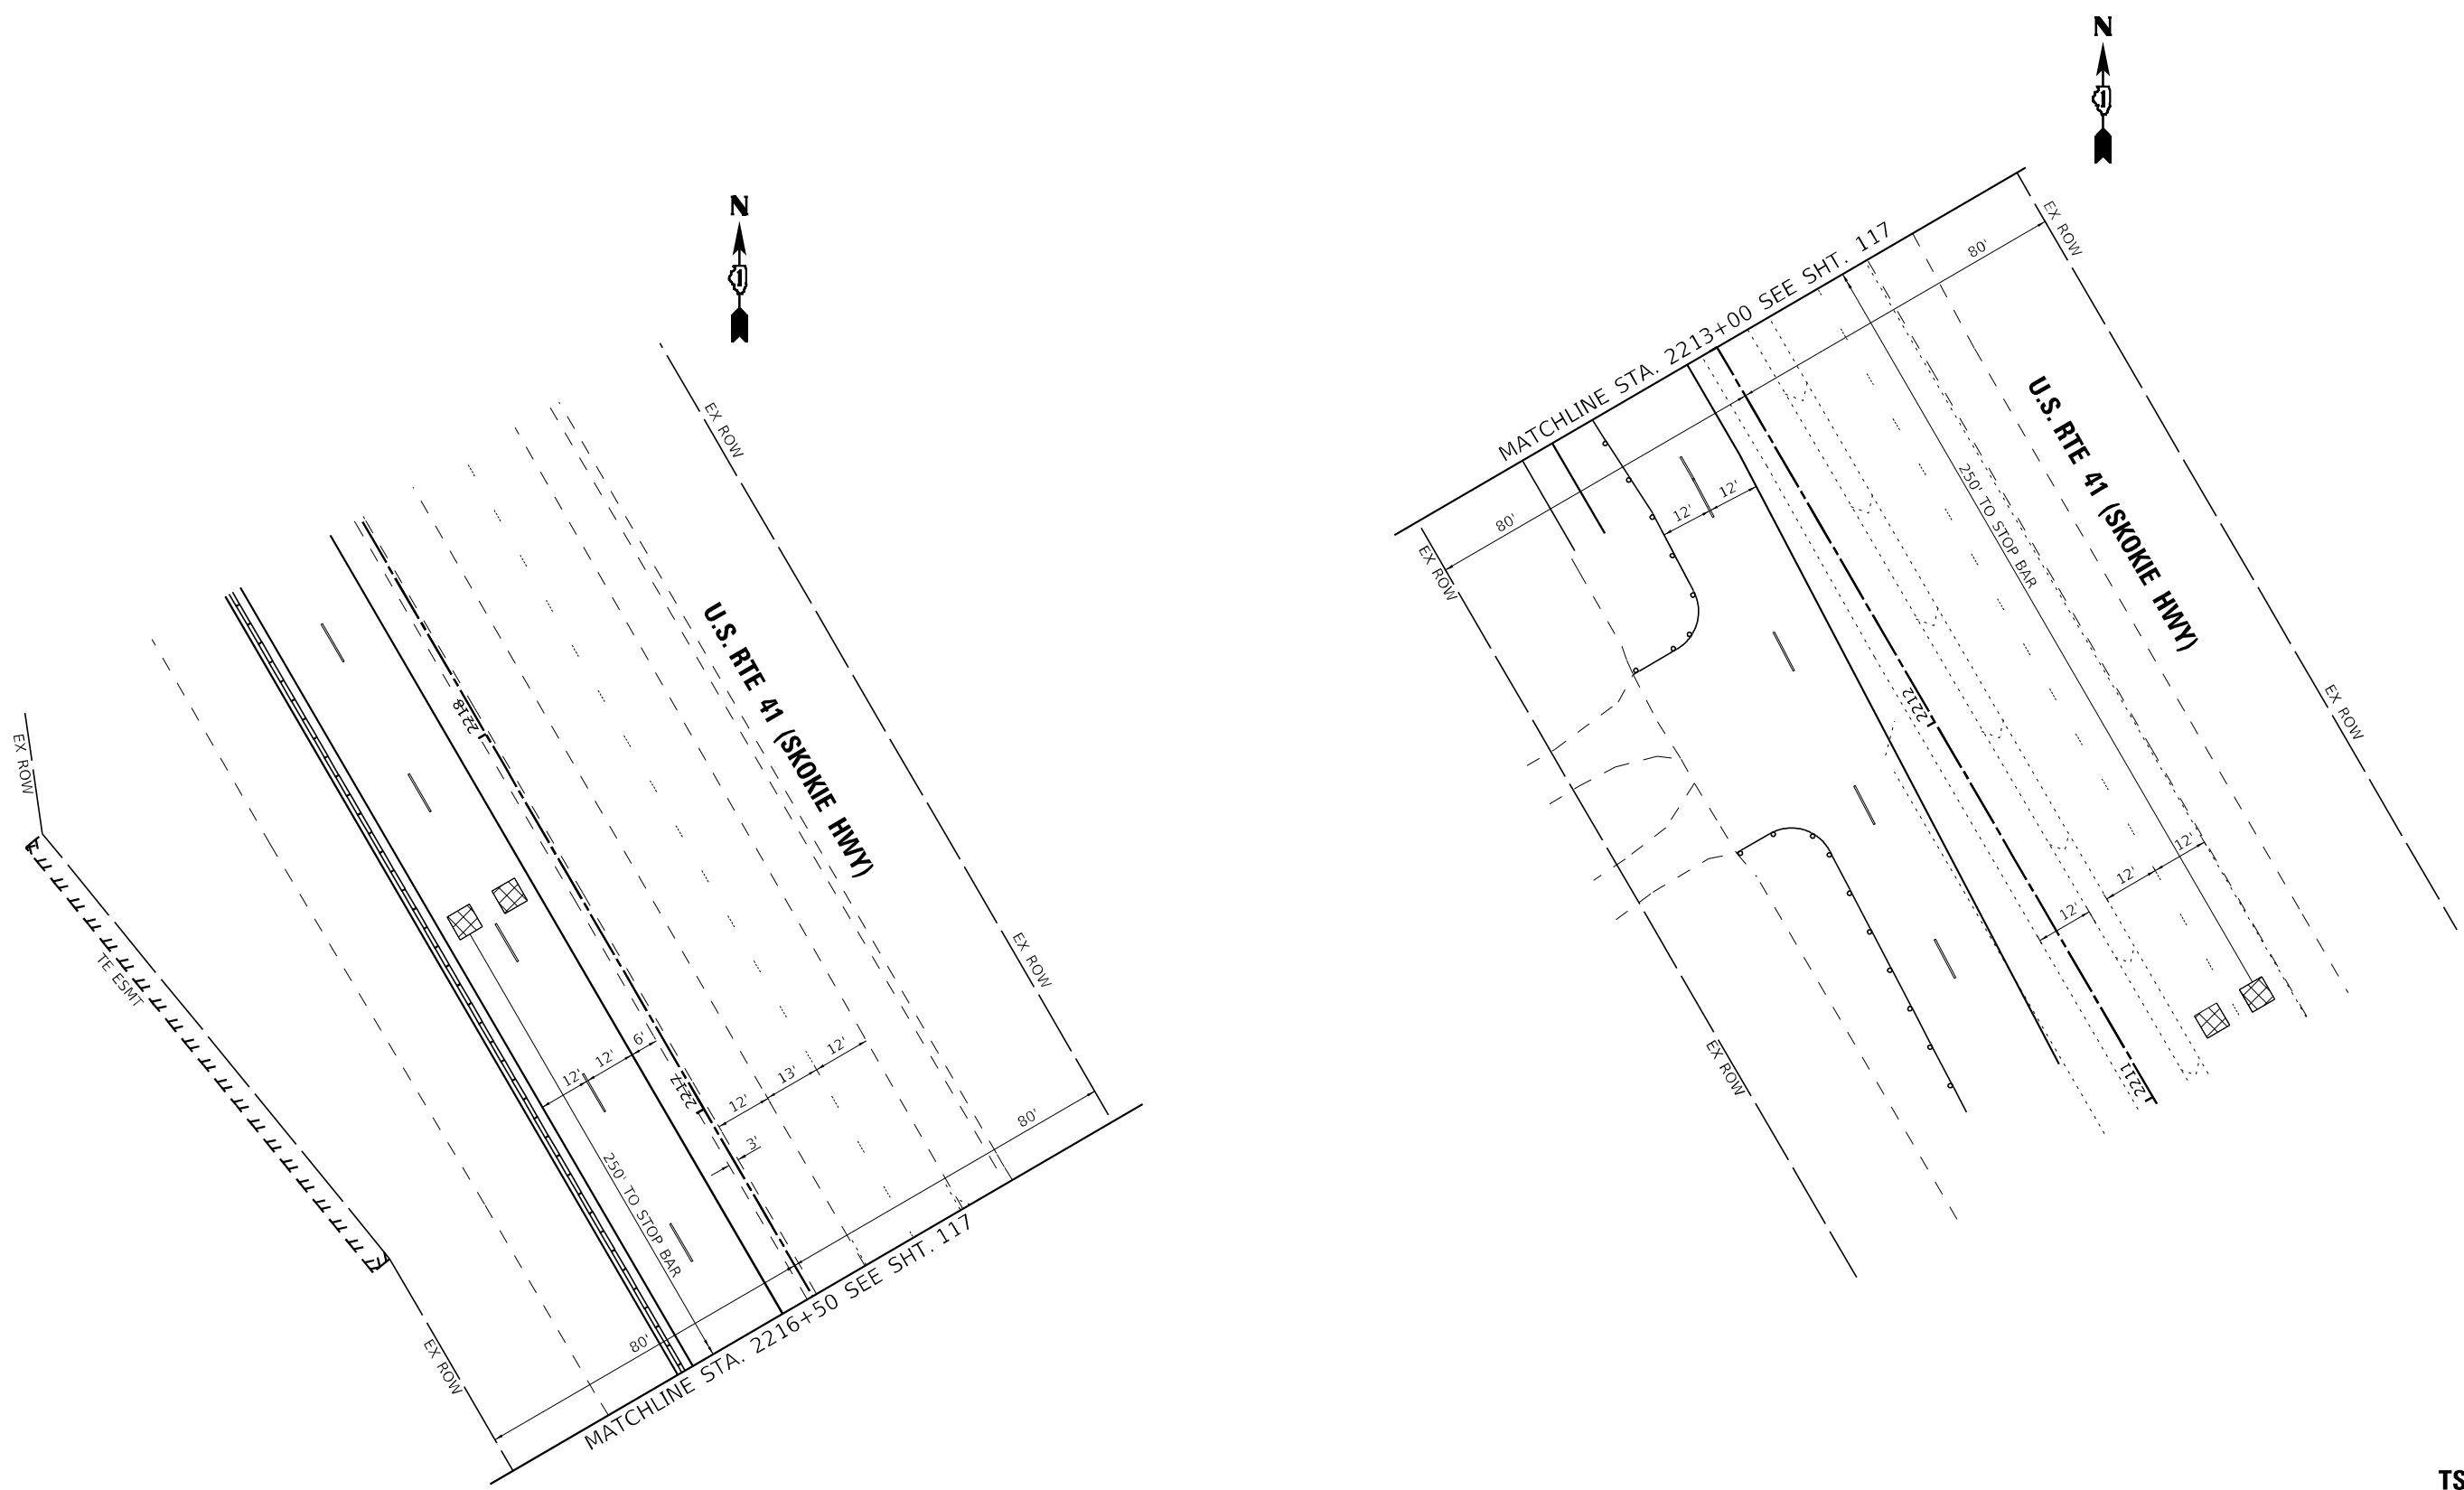 N
EX ROW
U.S. RTE 41 (SKOKIE HWY)
2218
EX ROW
TE ESMT
EX ROW
12'
12'
6'
2217
12'
13'
12'
3'
80'
80'
250' TO STOP BAR
EX ROW
MATCHLINE STA. 2216+50 SEE SHT. 117
N
MATCHLINE STA. 2213+00 SEE SHT. 117
EX ROW
80'
80'
12'
12'
EX ROW
U.S. RTE 41 (SKOKIE HWY)
250' TO STOP BAR
2212
EX ROW
12'
12'
12'
EX ROW
2211
TS